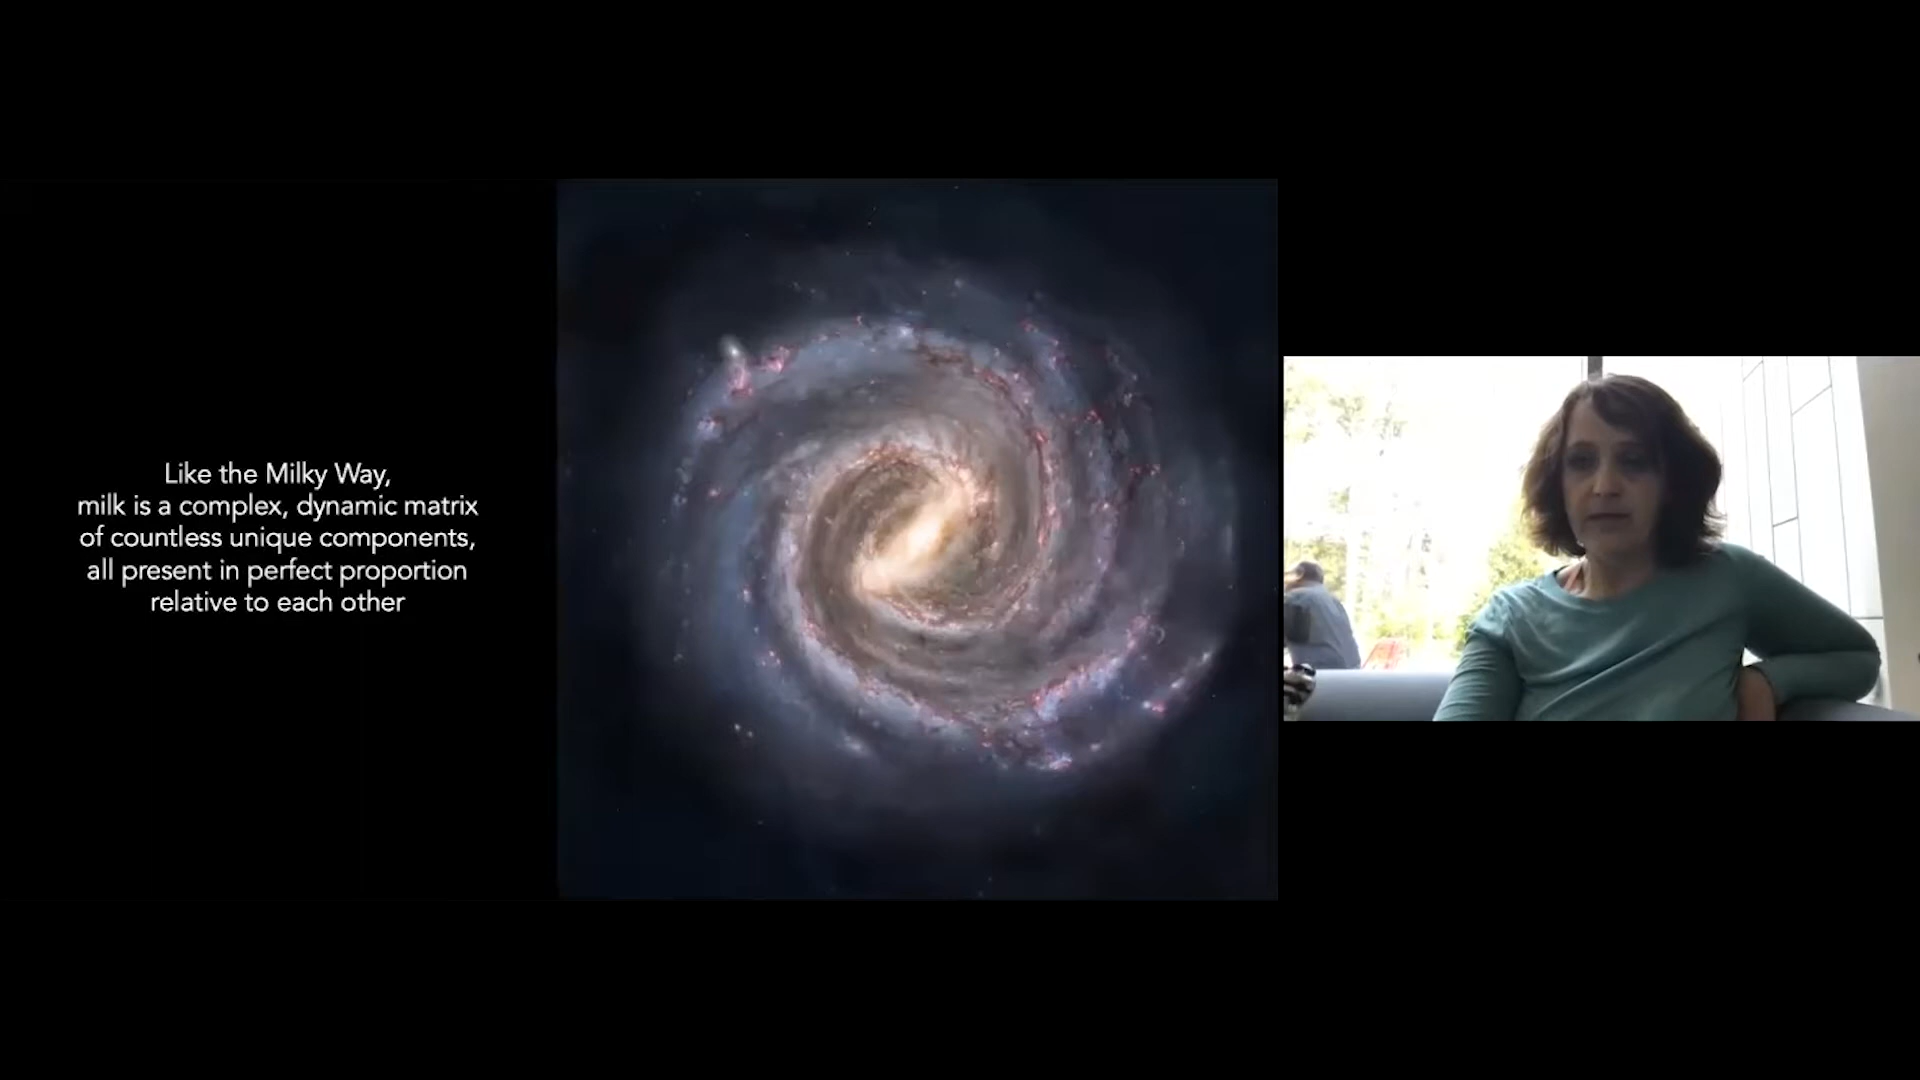 Like the Milky Way,
milk is a complex, dynamic matrix
of countless unique components,
all present in perfect proportion
relative to each other